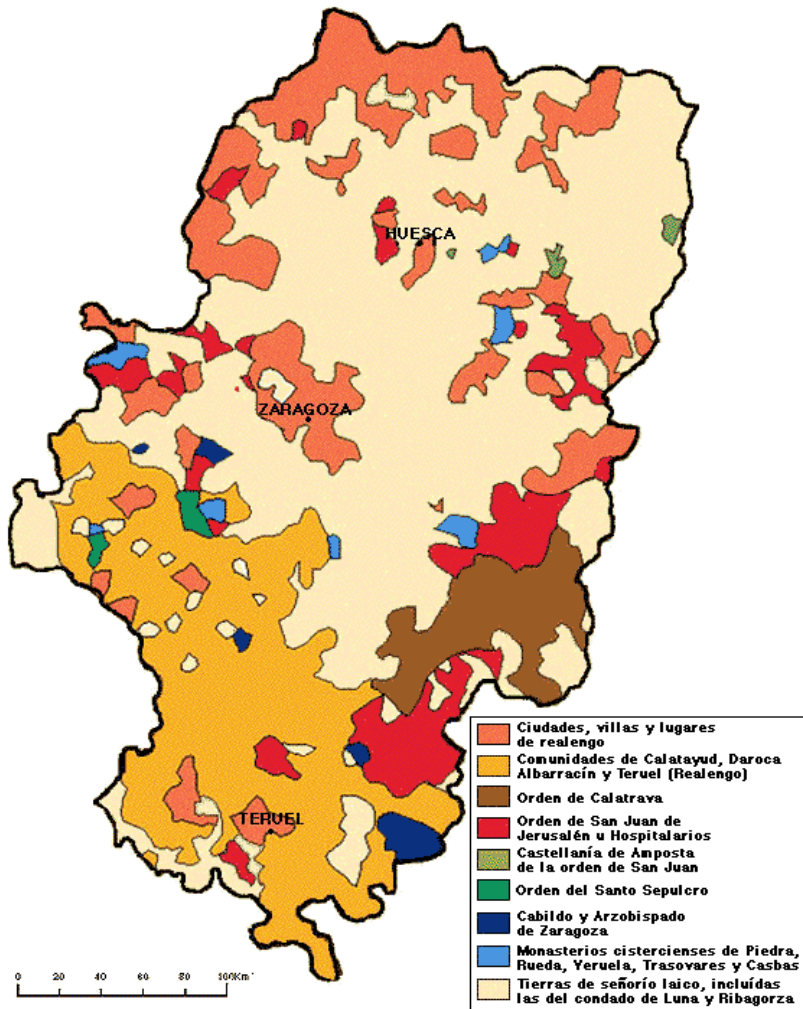 HUESCA
ZARAGOZA
TERUEL
0 20 40 60 80 100Km
Ciudades, villas y lugares
de realengo
Comunidades de Calatayud, Daroca
Albarracín y Teruel (Realengo)
Orden de Calatrava
Orden de San Juan de
Jerusalén u Hospitalarios
Castellanía de Amposta
de la orden de San Juan
Orden del Santo Sepulcro
Cabildo y Arzobispado
de Zaragoza
Monasterios cistercienses de Piedra,
Rueda, Yeruela, Trasovares y Casbas
Tierras de señorío laico, incluídas
las del condado de Luna y Ribagorza